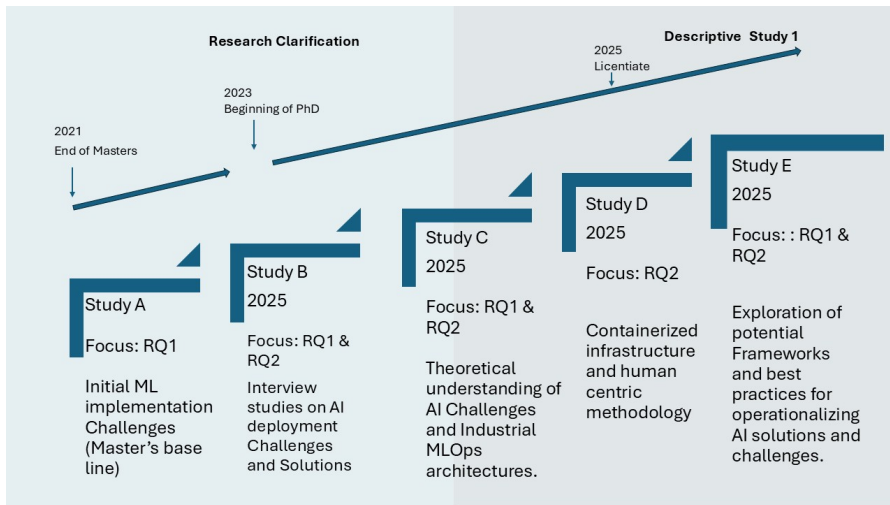 Research Clarification
Descriptive Study 1
2025
Licentiate
2023
Beginning of PhD
2021
End of Masters
Study A
Focus: RQ1
Initial ML
implementation
Challenges
(Master's base
line)
Study B
2025
Focus: RQ1 &
RQ2
Interview
studies on AI
deployment
Challenges
and Solutions
Study C
2025
Focus: RQ1 &
RQ2
Theoretical
understanding of
AI Challenges
and Industrial
MLOps
architectures.
Study D
2025
Focus: RQ2
Containerized
infrastructure
and human
centric
methodology
Study E
2025
Focus: : RQ1 &
RQ2
Exploration of
potential
Frameworks
and best
practices for
operationalizing
AI solutions and
challenges.